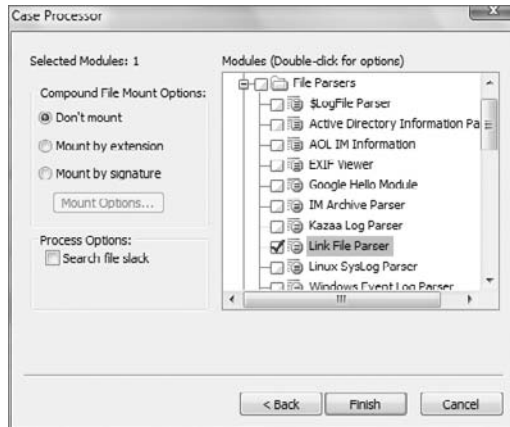 Case Processor
Selected Modules: 1
Compound File Mount Options:
Don't mount
Mount by extension
Mount by signature
Mount Options...
Process Options:
Search file slack
Modules (Double-click for options)
File Parsers
$LogFile Parser
Active Directory Information Pa
AOL IM Information
EXIF Viewer
Google Hello Module
IM Archive Parser
Kazaa Log Parser
Link File Parser
Linux SysLog Parser
Windows Event Log Parser
< Back
Finish
Cancel